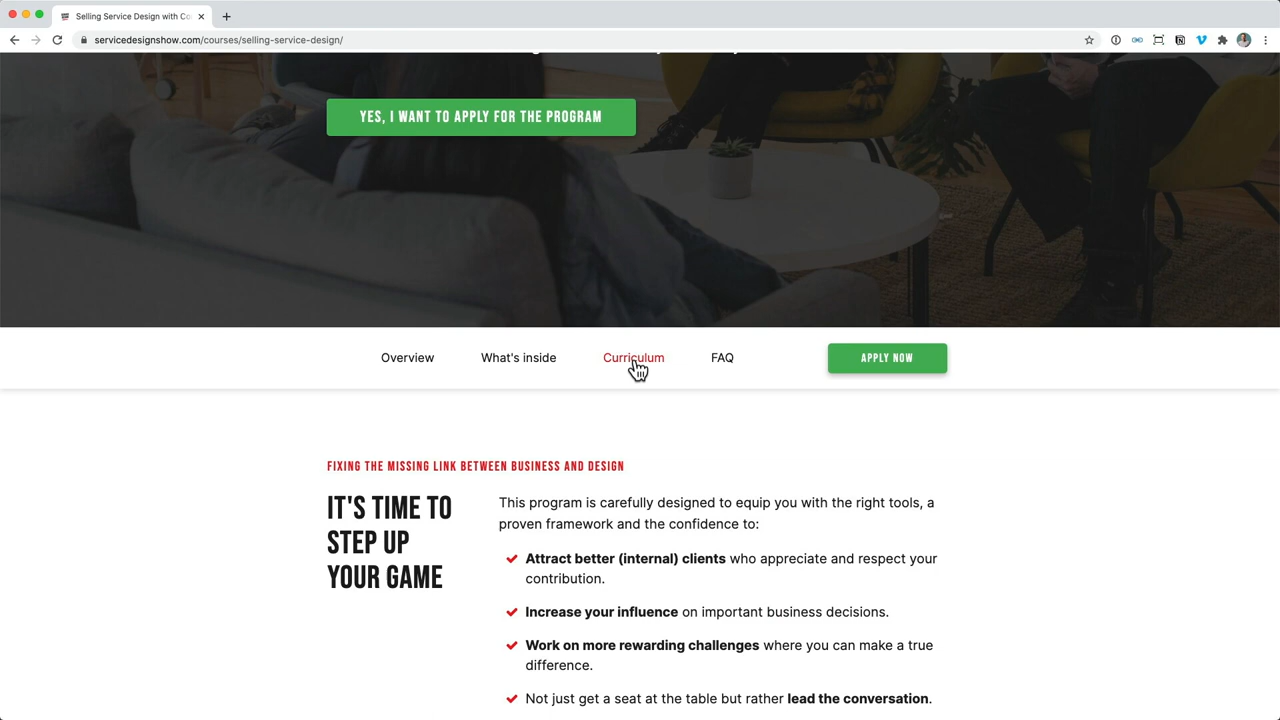 Selling Service Design with Co
servicedesignshow.com/courses/selling-service-design/
YES, I WANT TO APPLY FOR THE PROGRAM
Overview
What's inside
Curriculum
FAQ
APPLY NOW
FIXING THE MISSING LINK BETWEEN BUSINESS AND DESIGN
IT'S TIME TO
STEP UP
YOUR GAME
This program is carefully designed to equip you with the right tools, a
proven framework and the confidence to:
Attract better (internal) clients who appreciate and respect your
contribution.
Increase your influence on important business decisions.
Work on more rewarding challenges where you can make a true
difference.
Not just get a seat at the table but rather lead the conversation.